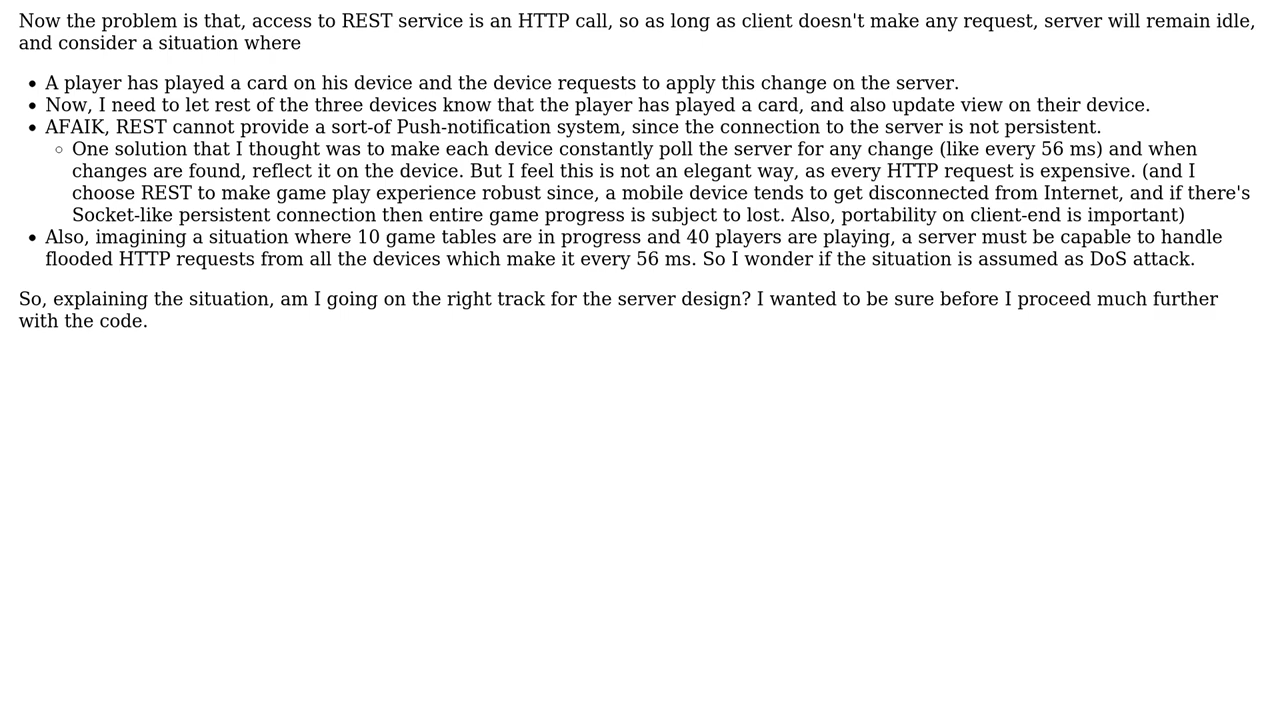 Now the problem is that, access to REST service is an HTTP call, so as long as client doesn't make any request, server will remain idle,
and consider a situation where
• A player has played a card on his device and the device requests to apply this change on the server.
• Now, I need to let rest of the three devices know that the player has played a card, and also update view on their device.
• AFAIK, REST cannot provide a sort-of Push-notification system, since the connection to the server is not persistent.
◦ One solution that I thought was to make each device constantly poll the server for any change (like every 56 ms) and when
changes are found, reflect it on the device. But I feel this is not an elegant way, as every HTTP request is expensive. (and I
choose REST to make game play experience robust since, a mobile device tends to get disconnected from Internet, and if there's
Socket-like persistent connection then entire game progress is subject to lost. Also, portability on client-end is important)
• Also, imagining a situation where 10 game tables are in progress and 40 players are playing, a server must be capable to handle
flooded HTTP requests from all the devices which make it every 56 ms. So I wonder if the situation is assumed as DoS attack.
So, explaining the situation, am I going on the right track for the server design? I wanted to be sure before I proceed much further
with the code.